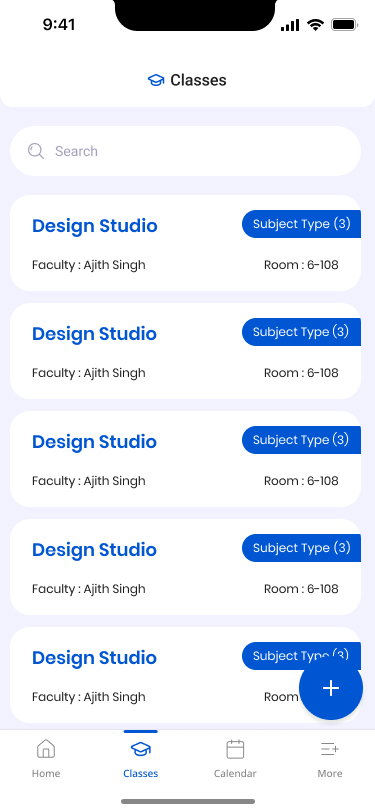 9:41
Classes
Search
Design Studio
Subject Type (3)
Faculty : Ajith Singh
Room : 6-108
Design Studio
Subject Type (3)
Faculty : Ajith Singh
Room : 6-108
Design Studio
Subject Type (3)
Faculty : Ajith Singh
Room : 6-108
Design Studio
Subject Type (3)
Faculty : Ajith Singh
Room : 6-108
Design Studio
Subject Type (3)
Faculty : Ajith Singh
Room
Home
Classes
Calendar
More